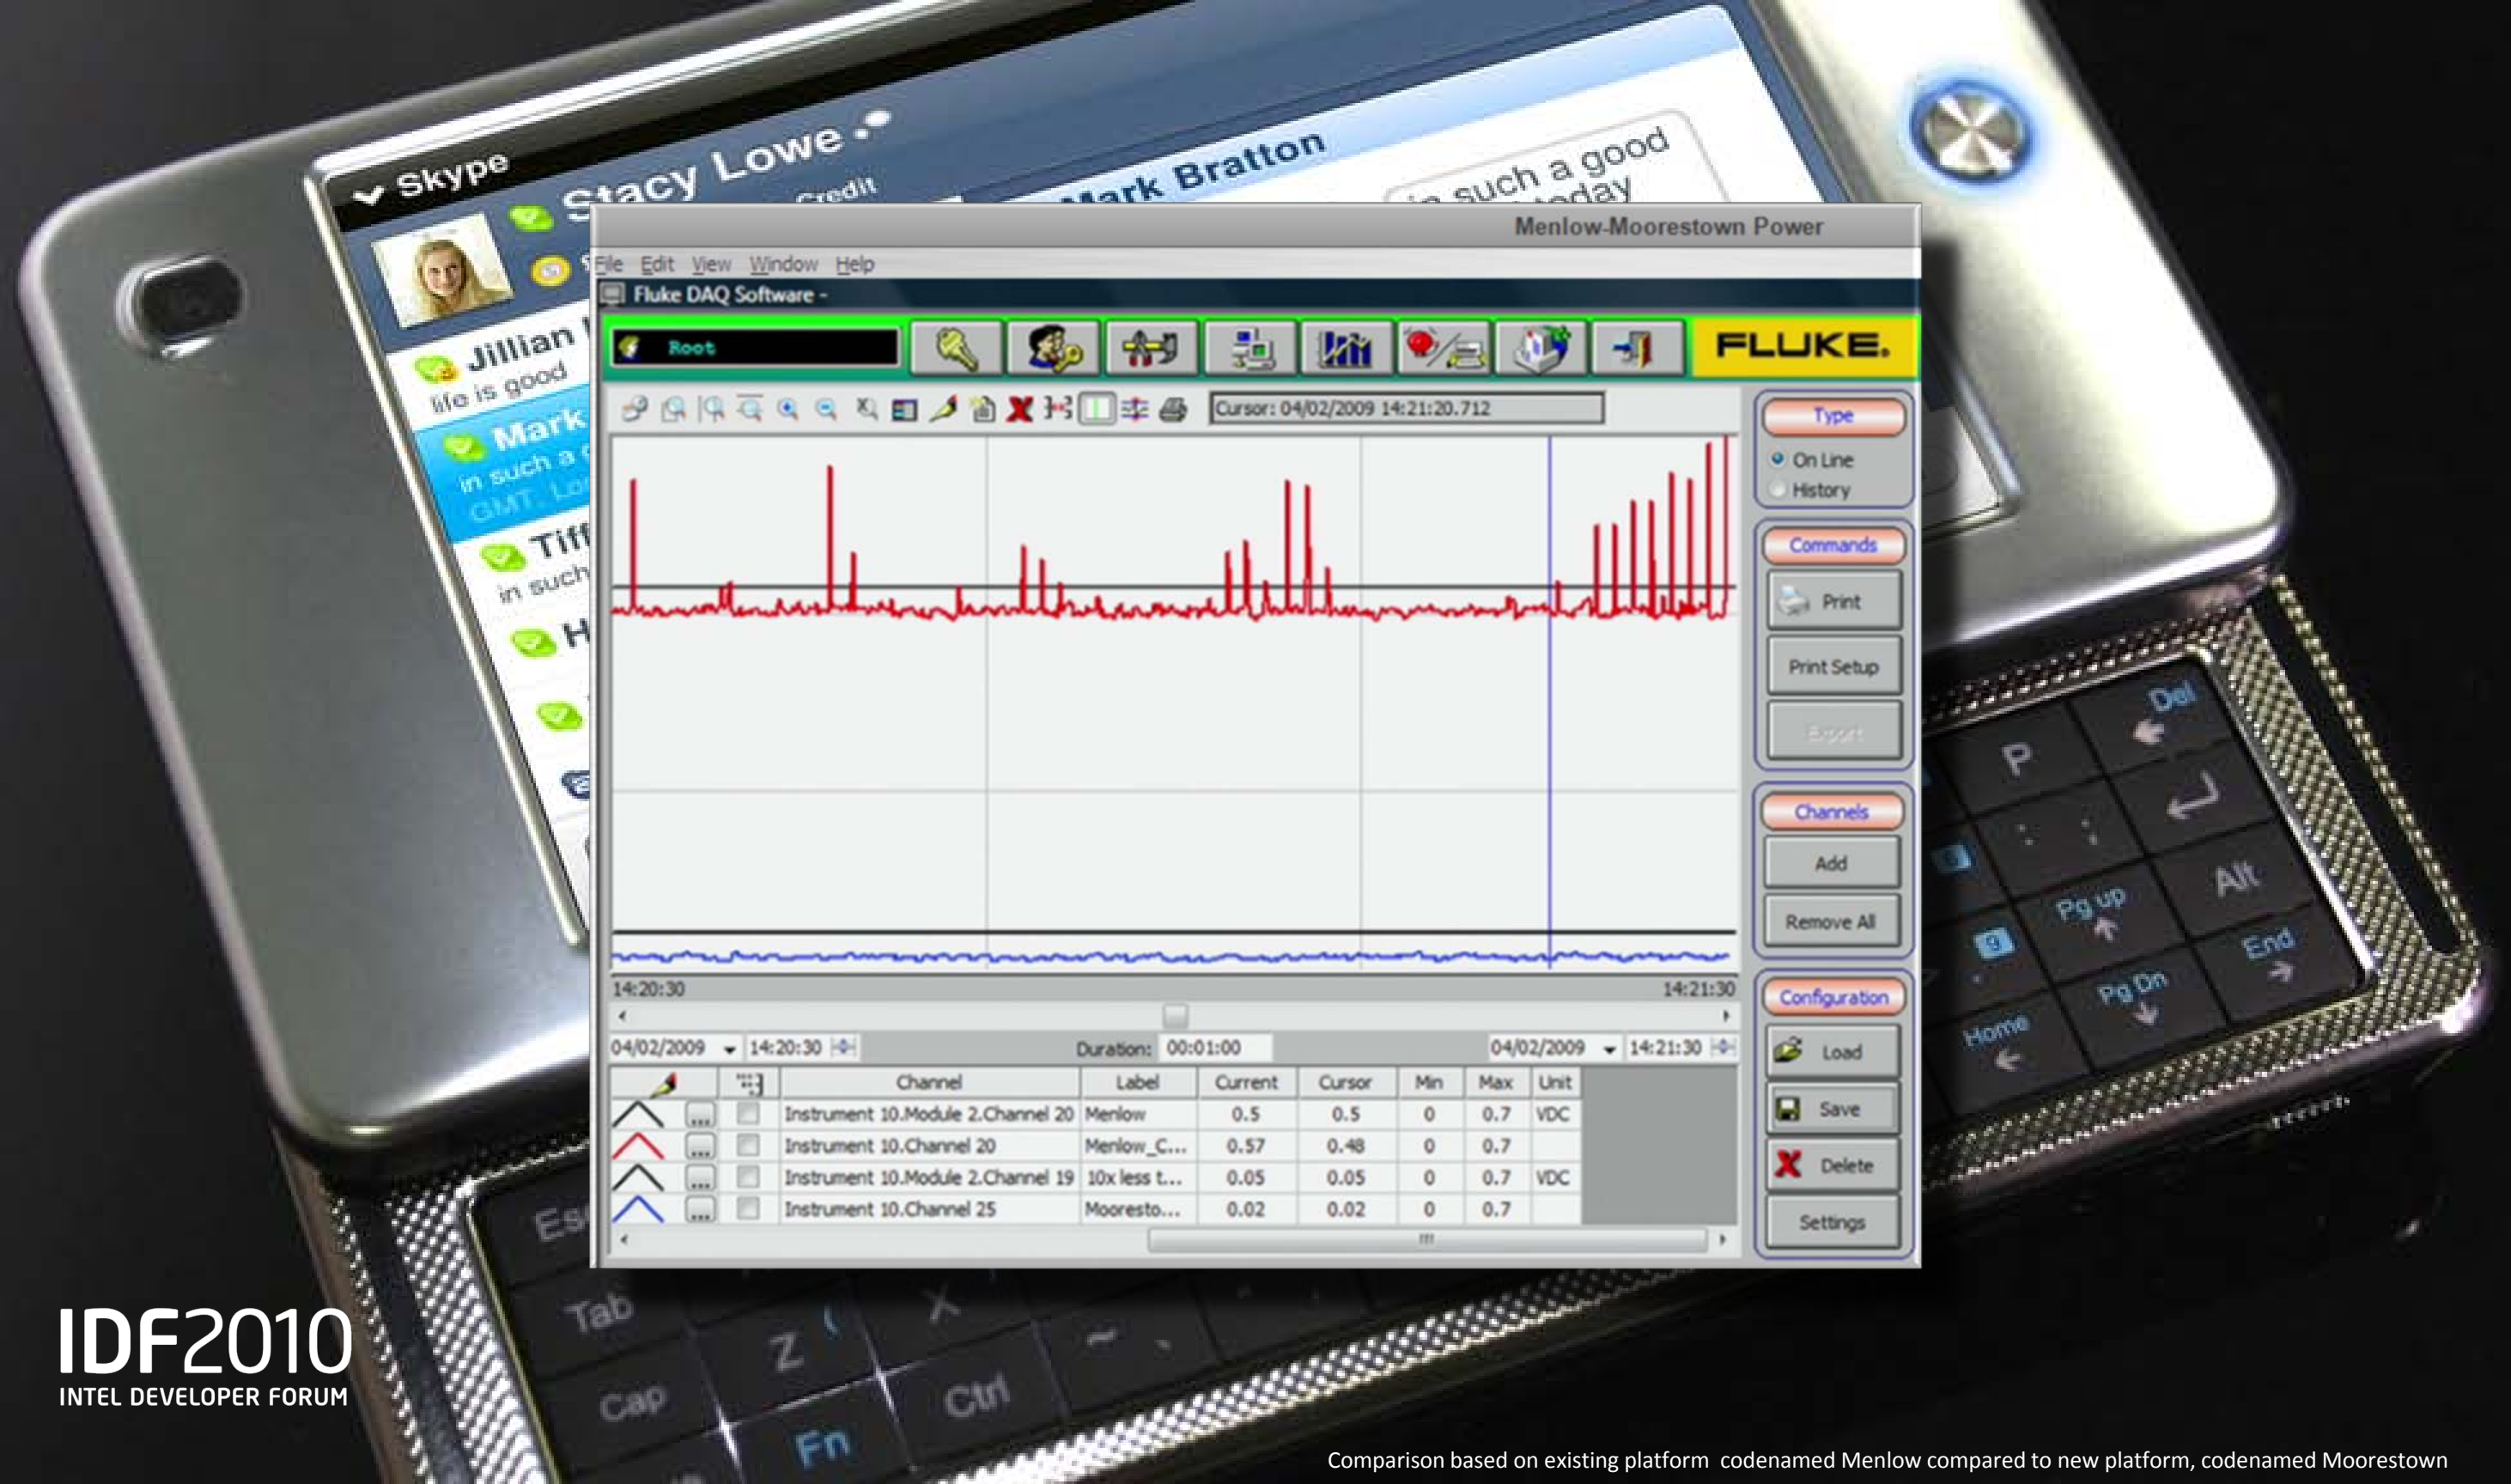 Skype
Stacy Lowe
Credit
Mark Bratton
in such a good
today
Jillian
life is good
Mark
in such a
GMT. Lon
Tiff
in such
H
Menlow-Moorestown Power
File Edit View Window Help
Fluke DAQ Software -
Root
FLUKE®
Cursor: 04/02/2009 14:21:20.712
Type
On Line
History
Commands
Print
Print Setup
Export
Channels
Add
Remove All
14:20:30 14:21:30
Configuration
04/02/2009 14:20:30 Duration: 00:01:00 04/02/2009 14:21:30
Load
Channel Label Current Cursor Min Max Unit
Instrument 10.Module 2.Channel 20 Menlow 0.5 0.5 0 0.7 VDC
Save
Instrument 10.Channel 20 Menlow_C... 0.57 0.48 0 0.7
Delete
Instrument 10.Module 2.Channel 19 10x less t... 0.05 0.05 0 0.7 VDC
Instrument 10.Channel 25 Mooresto... 0.02 0.02 0 0.7
Settings
Del
P
: ;
Alt
Pg up
9
End
Pg Dn
Home
Esc
Tab
Z
X
~
Cap
Ctrl
Fn
IDF2010
INTEL DEVELOPER FORUM
Comparison based on existing platform codenamed Menlow compared to new platform, codenamed Moorestown